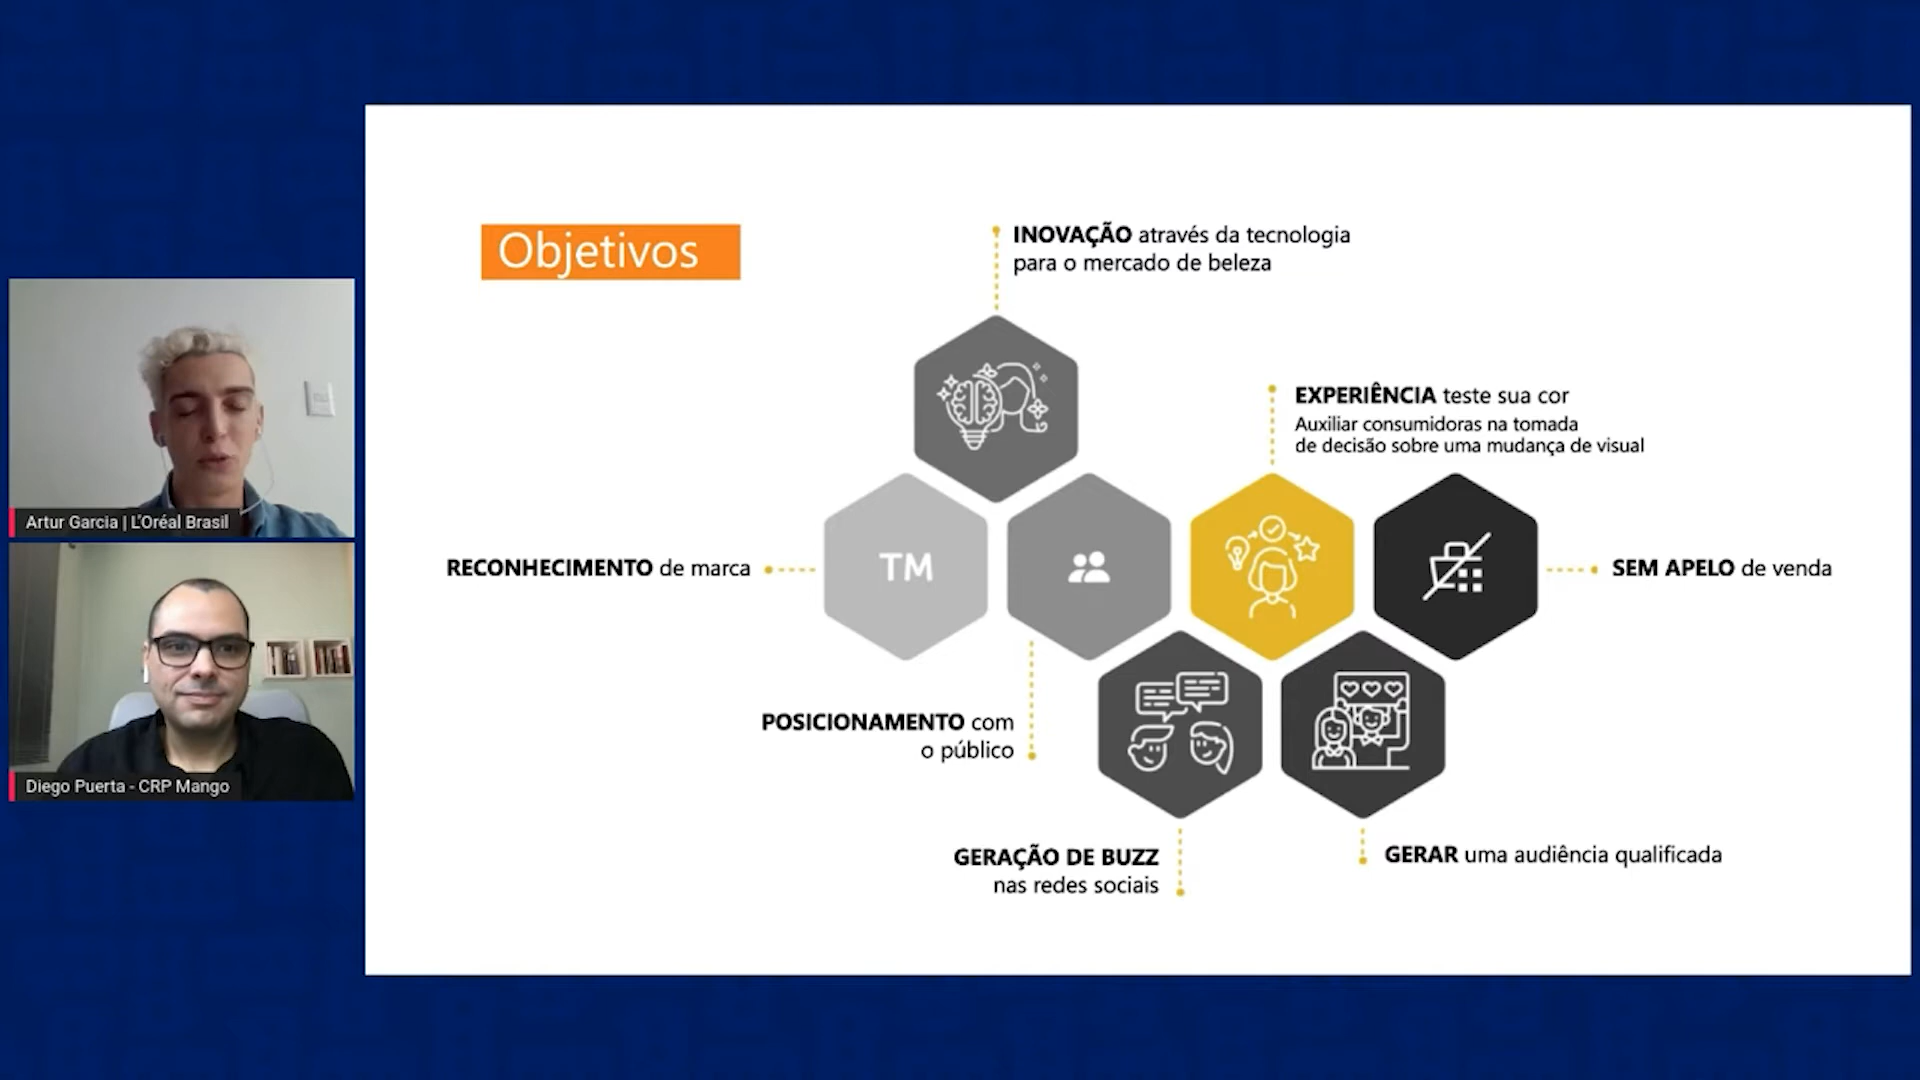 Objetivos
INOVAÇÃO através da tecnologia
para o mercado de beleza
EXPERIÊNCIA teste sua cor
Auxiliar consumidoras na tomada
de decisão sobre uma mudança de visual
RECONHECIMENTO de marca
TM
SEM APELO de venda
POSICIONAMENTO com
o público
GERAÇÃO DE BUZZ
nas redes sociais
GERAR uma audiência qualificada
Artur Garcia | L'Oréal Brasil
Diego Puerta - CRP Mango